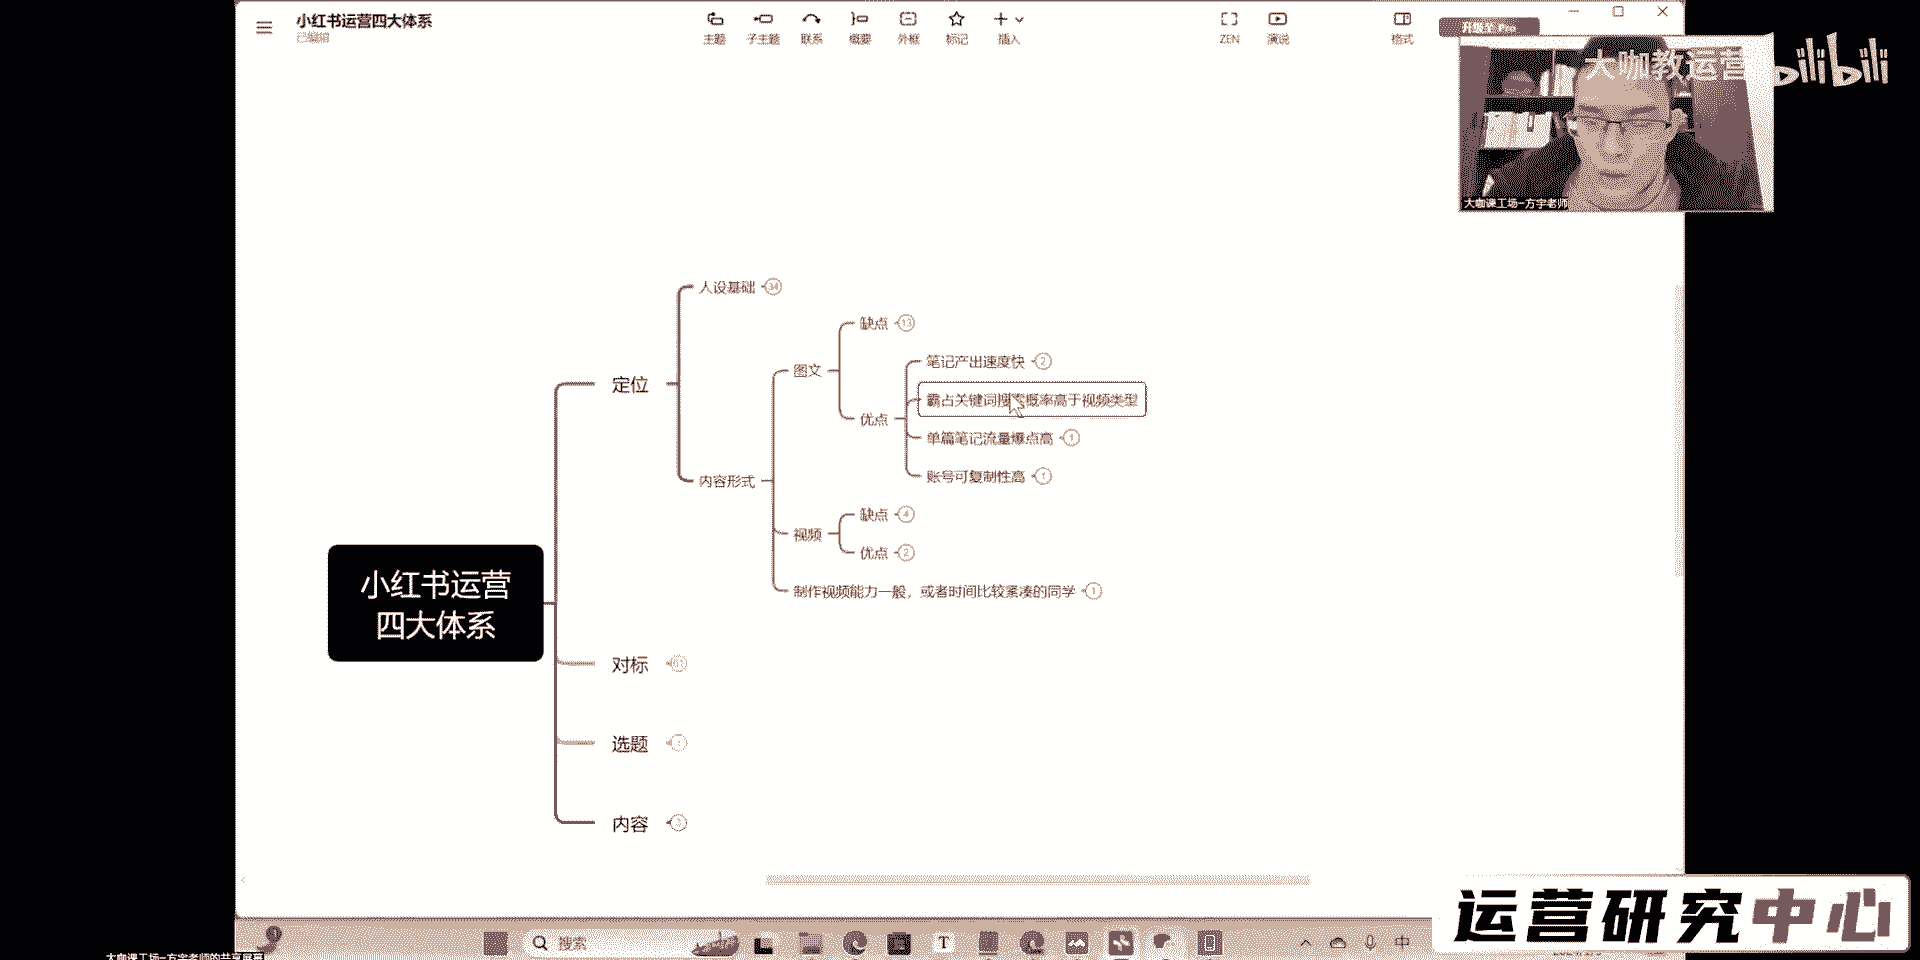 小红书运营四大体系
已编辑
主题
子主题
联系
概要
外框
标记
插入
ZEN
演说
格式
升级至 Pro
大咖教运营
bilibili
大咖课工场-方宇老师
人设基础 34
缺点 13
图文
笔记产出速度快 2
霸占关键词搜索概率高于视频类型
定位
优点
单篇笔记流量爆点高 1
账号可复制性高 1
内容形式
缺点 4
视频
优点 2
制作视频能力一般，或者时间比较紧凑的同学 1
小红书运营
四大体系
对标
选题
内容 3
运营研究中心
搜索
T
中
大咖课工场-方宇老师的共享屏幕